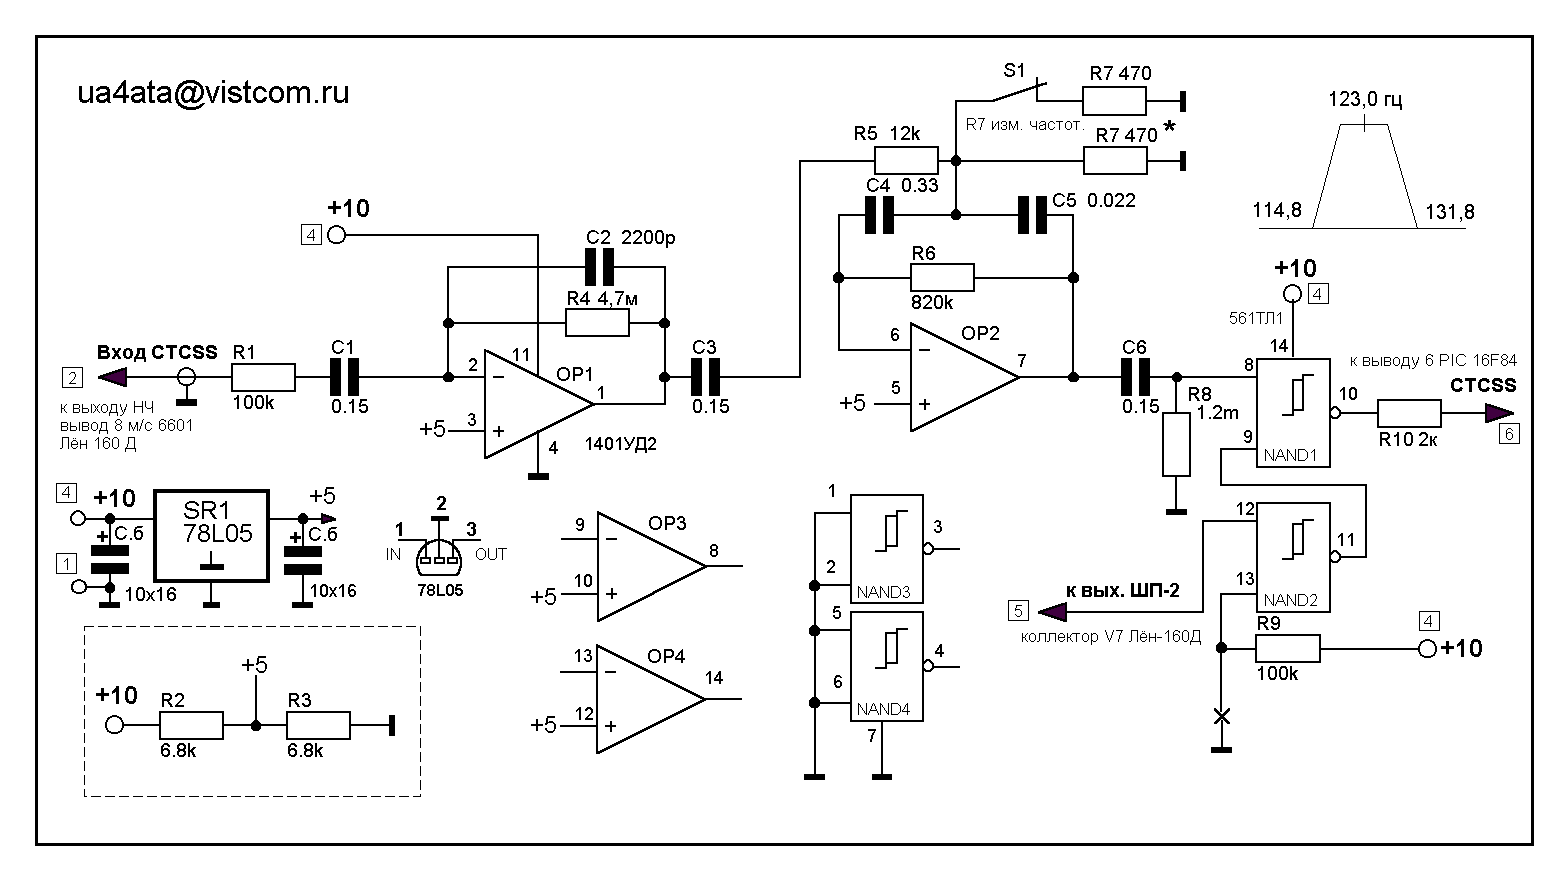 ua4ata@vistcom.ru
S1
R7 470
R7 изм. частот.
R7 470 *
R5 12k
C4 0.33
C5 0.022
123,0 гц
114,8
131,8
+10
4
C2 2200p
R4 4,7м
R6
820k
Вход CTCSS
R1
100k
C1
0.15
2
к выходу НЧ
вывод 8 м/с 6601
Лён 160 Д
2
11
OP1
1
+5
3
4
1401УД2
C3
0.15
6
OP2
7
+5
5
C6
0.15
R8
1.2m
+10
4
561ТЛ1
14
8
10
9
NAND1
к выводу 6 PIC 16F84
CTCSS
R10 2к
6
4
+10
SR1
78L05
+5
+ С.б
+ С.б
1
10x16
10x16
2
1
3
IN
OUT
78L05
9
OP3
8
+5
10
13
OP4
14
+5
12
1
3
2
NAND3
5
4
6
NAND4
7
12
11
13
NAND2
5
к вых. ШП-2
коллектор V7 Лён-160Д
R9
100k
4
+10
+5
+10
R2
R3
6.8k
6.8k